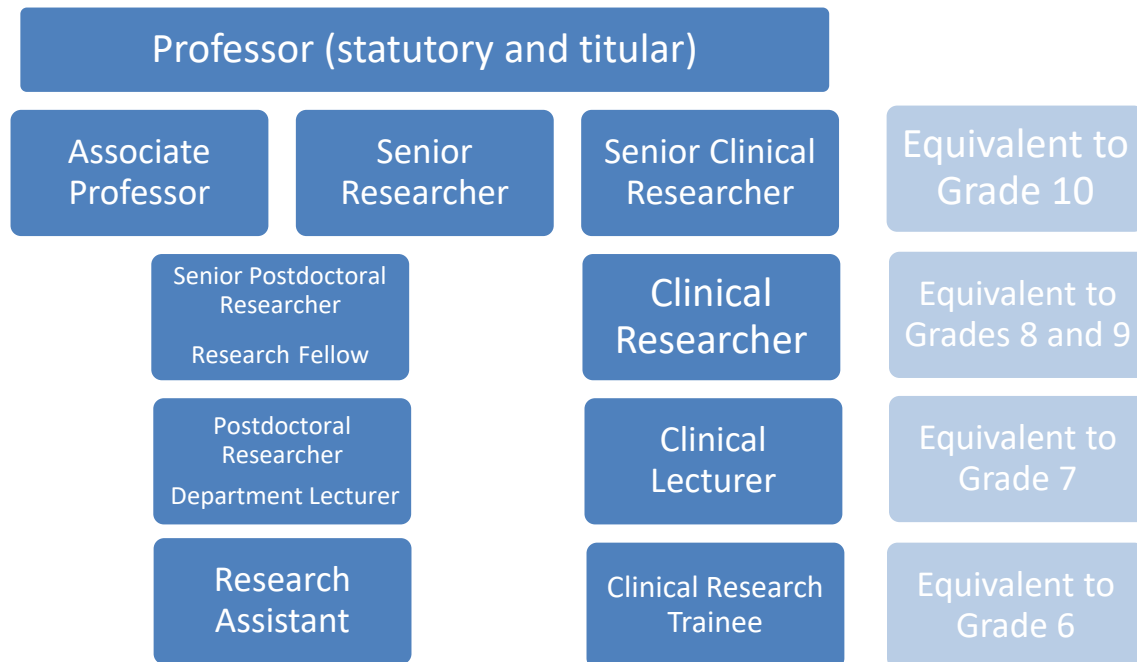 Professor (statutory and titular)
Associate
Professor
Senior
Researcher
Senior Clinical
Researcher
Equivalent to
Grade 10
Senior Postdoctoral
Researcher
Research Fellow
Clinical
Researcher
Equivalent to
Grades 8 and 9
Postdoctoral
Researcher
Department Lecturer
Clinical
Lecturer
Equivalent to
Grade 7
Research
Assistant
Clinical Research
Trainee
Equivalent to
Grade 6